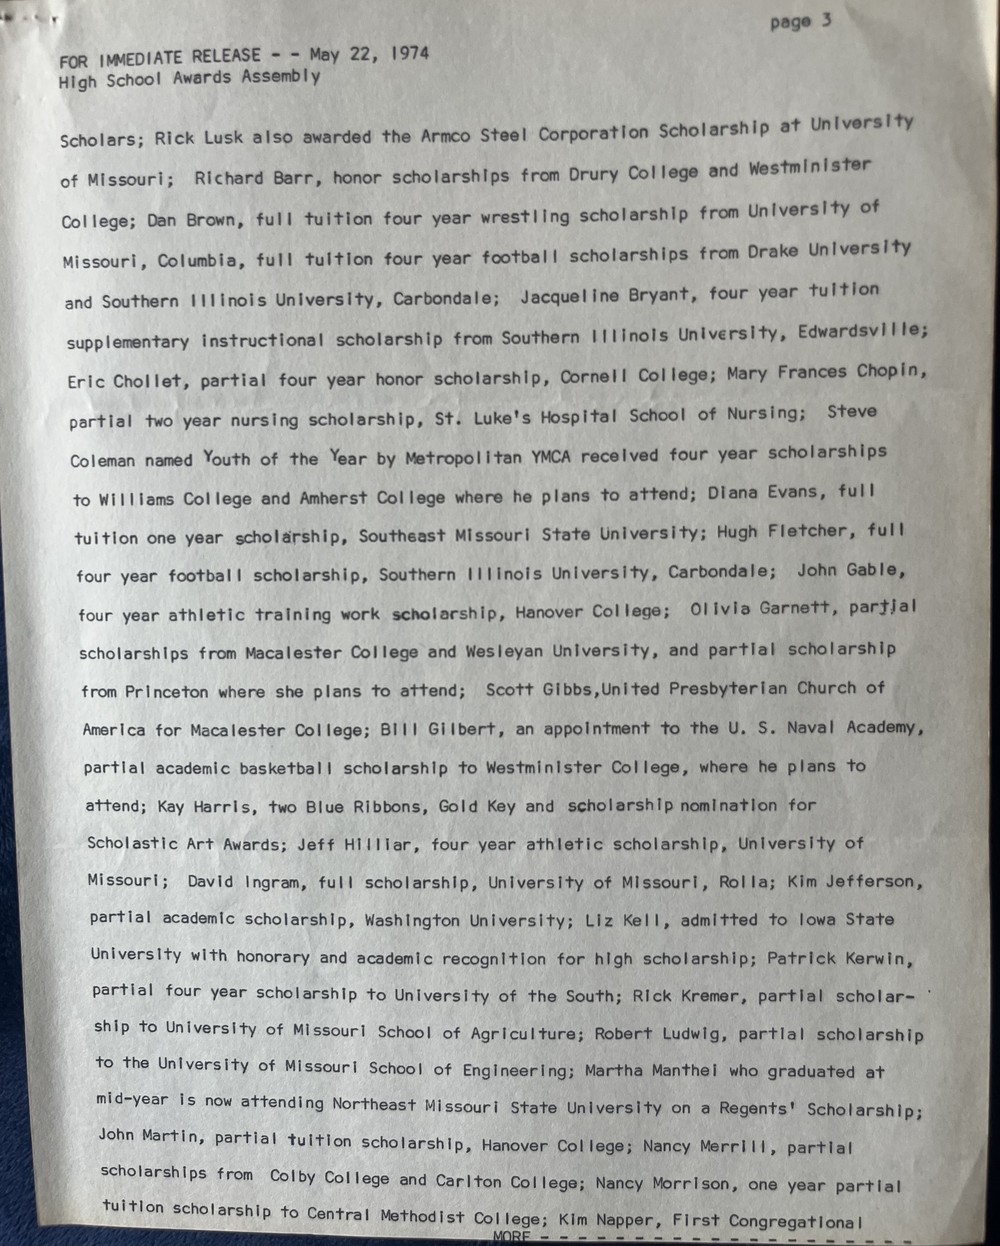 page 3
FOR IMMEDIATE RELEASE - - May 22, 1974
High School Awards Assembly
Scholars; Rick Lusk also awarded the Armco Steel Corporation Scholarship at University
of Missouri; Richard Barr, honor scholarships from Drury College and Westminister
College; Dan Brown, full tuition four year wrestling scholarship from University of
Missouri, Columbia, full tuition four year football scholarships from Drake University
and Southern Illinois University, Carbondale; Jacqueline Bryant, four year tuition
supplementary instructional scholarship from Southern Illinois University, Edwardsville;
Eric Chollet, partial four year honor scholarship, Cornell College; Mary Frances Chopin,
partial two year nursing scholarship, St. Luke's Hospital School of Nursing; Steve
Coleman named Youth of the Year by Metropolitan YMCA received four year scholarships
to Williams College and Amherst College where he plans to attend; Diana Evans, full
tuition one year scholarship, Southeast Missouri State University; Hugh Fletcher, full
four year football scholarship, Southern Illinois University, Carbondale; John Gable,
four year athletic training work scholarship, Hanover College; Olivia Garnett, partial
scholarships from Macalester College and Wesleyan University, and partial scholarship
from Princeton where she plans to attend; Scott Gibbs,United Presbyterian Church of
America for Macalester College; Bill Gilbert, an appointment to the U. S. Naval Academy,
partial academic basketball scholarship to Westminister College, where he plans to
attend; Kay Harris, two Blue Ribbons, Gold Key and scholarship nomination for
Scholastic Art Awards; Jeff Hilliar, four year athletic scholarship, University of
Missouri; David Ingram, full scholarship, University of Missouri, Rolla; Kim Jefferson,
partial academic scholarship, Washington University; Liz Kell, admitted to Iowa State
University with honorary and academic recognition for high scholarship; Patrick Kerwin,
partial four year scholarship to University of the South; Rick Kremer, partial scholar-
ship to University of Missouri School of Agriculture; Robert Ludwig, partial scholarship
to the University of Missouri School of Engineering; Martha Manthei who graduated at
mid-year is now attending Northeast Missouri State University on a Regents' Scholarship;
John Martin, partial tuition scholarship, Hanover College; Nancy Merrill, partial
scholarships from Colby College and Carlton College; Nancy Morrison, one year partial
tuition scholarship to Central Methodist College; Kim Napper, First Congregational
MORE - - - - - - - - - - - - - - - - - - - -